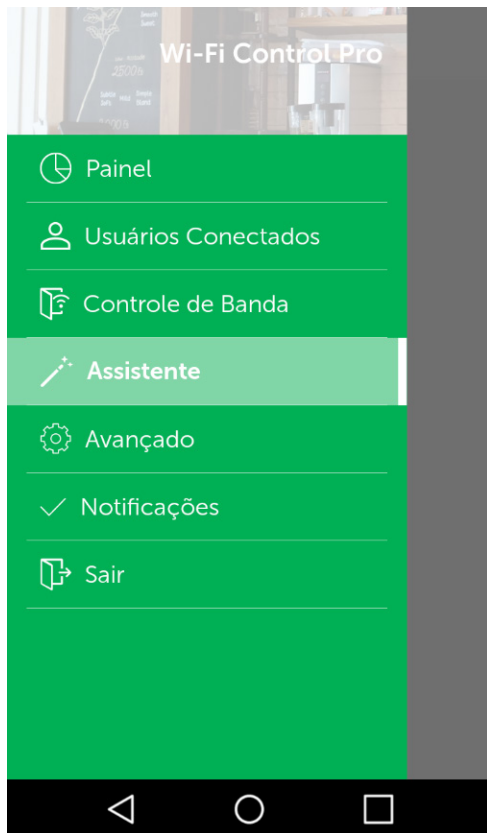 Wi-Fi Control Pro
Painel
Usuários Conectados
Controle de Banda
Assistente
Avançado
Notificações
Sair